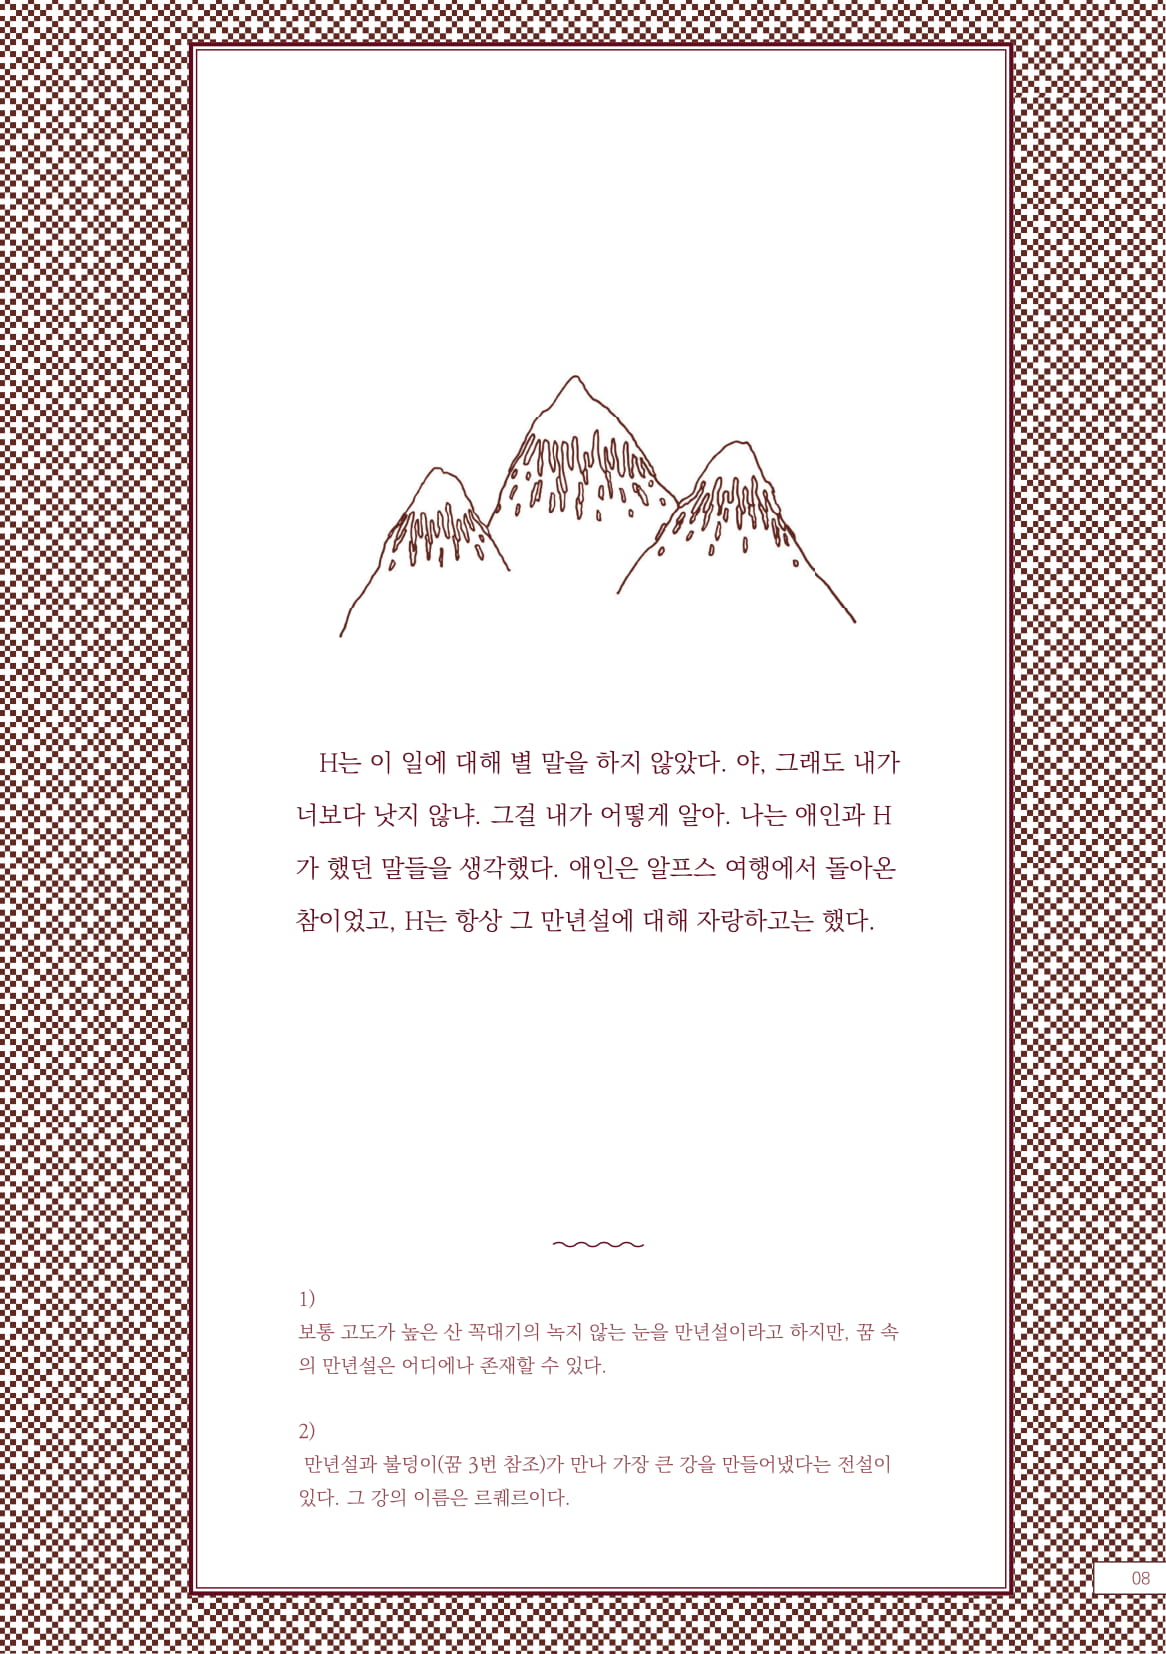 H는 이 일에 대해 별 말을 하지 않았다. 야, 그래도 내가
너보다 낫지 않냐. 그걸 내가 어떻게 알아. 나는 애인과 H
가 했던 말들을 생각했다. 애인은 알프스 여행에서 돌아온
참이었고, H는 항상 그 만년설에 대해 자랑하고는 했다.
1)
보통 고도가 높은 산 꼭대기의 녹지 않는 눈을 만년설이라고 하지만, 꿈 속
의 만년설은 어디에나 존재할 수 있다.
2)
만년설과 불덩이(꿈 3번 참조)가 만나 가장 큰 강을 만들어냈다는 전설이
있다. 그 강의 이름은 르퀘르이다.
08